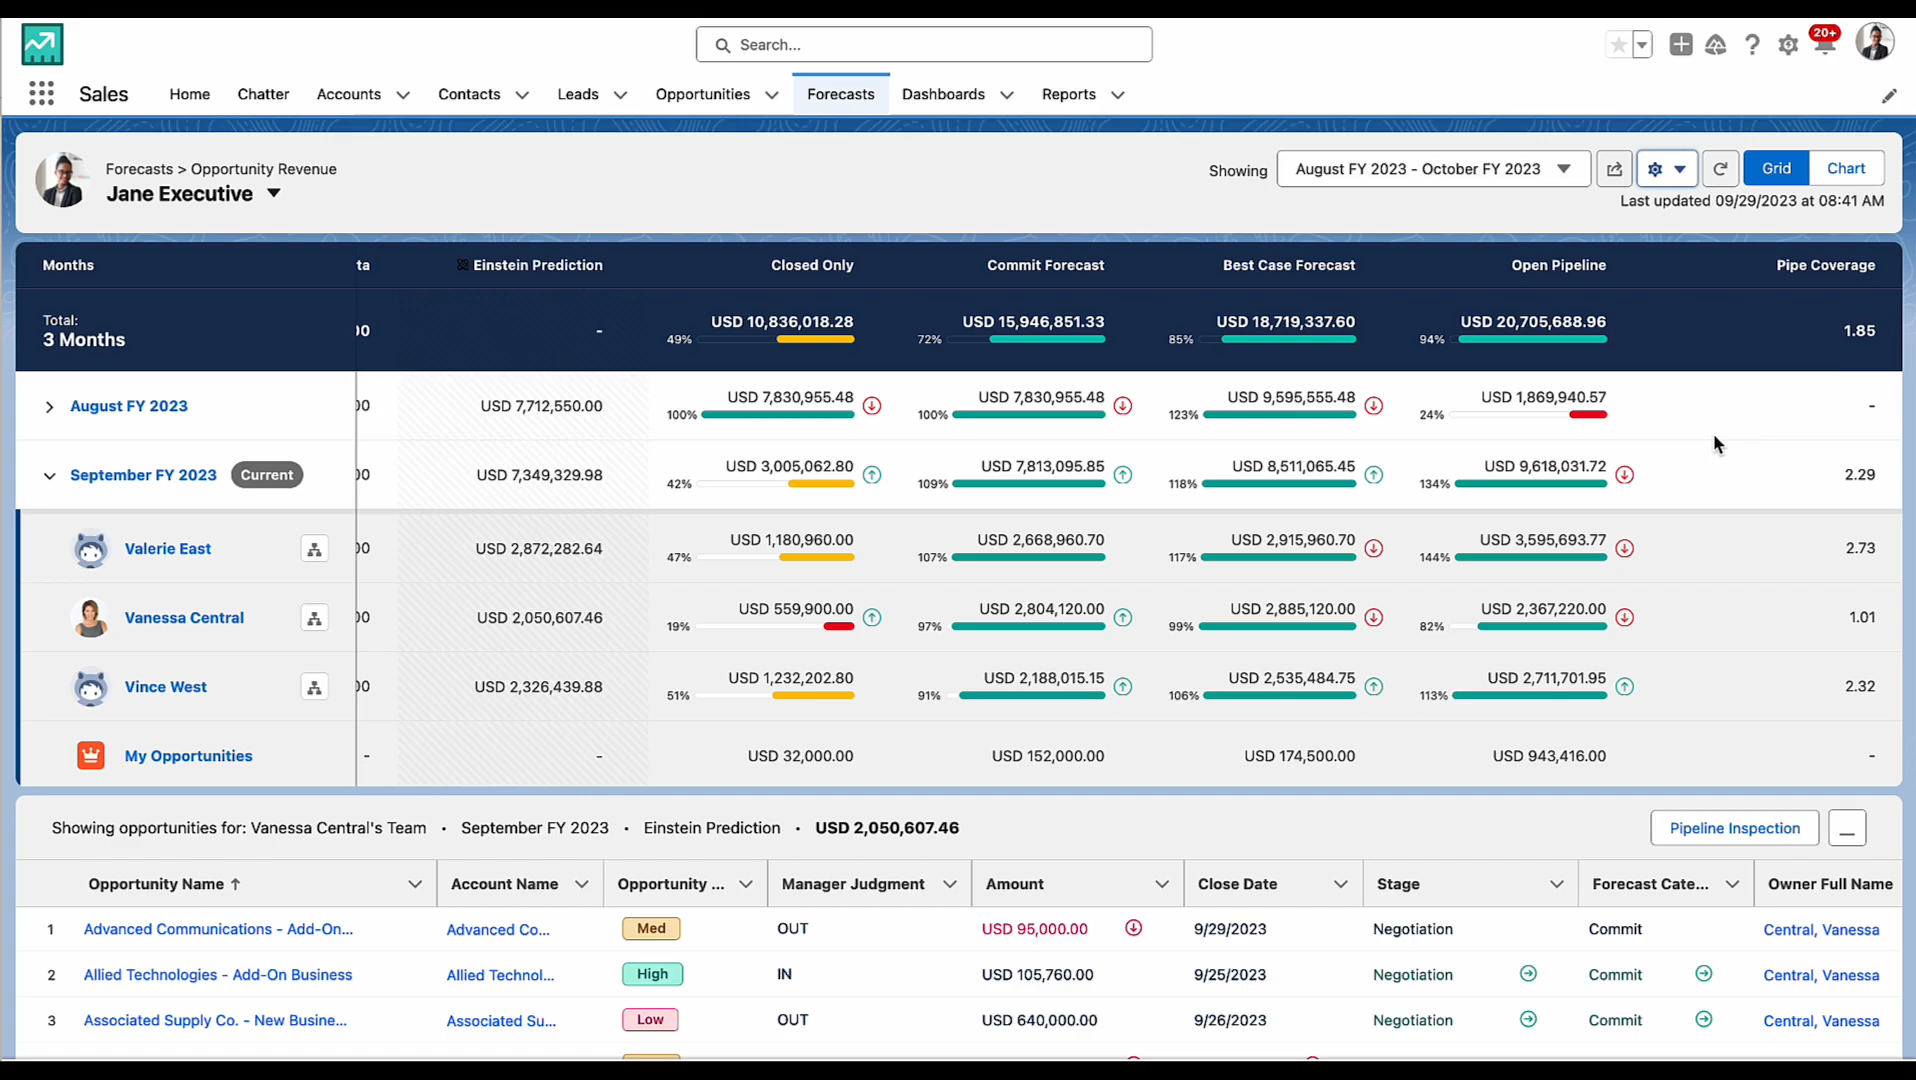 Search...
20+
Sales Home Chatter Accounts Contacts Leads Opportunities Forecasts Dashboards Reports
Forecasts > Opportunity Revenue
Jane Executive
Showing August FY 2023 - October FY 2023 Grid Chart
Last updated 09/29/2023 at 08:41 AM
Months ta Einstein Prediction Closed Only Commit Forecast Best Case Forecast Open Pipeline Pipe Coverage
Total:
3 Months 00 - USD 10,836,018.28 49% USD 15,946,851.33 72% USD 18,719,337.60 85% USD 20,705,688.96 94% 1.85
August FY 2023 00 USD 7,712,550.00 USD 7,830,955.48 100% USD 7,830,955.48 100% USD 9,595,555.48 123% USD 1,869,940.57 24% -
September FY 2023 Current 00 USD 7,349,329.98 USD 3,005,062.80 42% USD 7,813,095.85 109% USD 8,511,065.45 118% USD 9,618,031.72 134% 2.29
Valerie East 00 USD 2,872,282.64 USD 1,180,960.00 47% USD 2,668,960.70 107% USD 2,915,960.70 117% USD 3,595,693.77 144% 2.73
Vanessa Central 00 USD 2,050,607.46 USD 559,900.00 19% USD 2,804,120.00 97% USD 2,885,120.00 99% USD 2,367,220.00 82% 1.01
Vince West 00 USD 2,326,439.88 USD 1,232,202.80 51% USD 2,188,015.15 91% USD 2,535,484.75 106% USD 2,711,701.95 113% 2.32
My Opportunities - - USD 32,000.00 USD 152,000.00 USD 174,500.00 USD 943,416.00 -
Showing opportunities for: Vanessa Central's Team • September FY 2023 • Einstein Prediction • USD 2,050,607.46 Pipeline Inspection
Opportunity Name ↑ Account Name Opportunity ... Manager Judgment Amount Close Date Stage Forecast Cate... Owner Full Name
1 Advanced Communications - Add-On... Advanced Co... Med OUT USD 95,000.00 9/29/2023 Negotiation Commit Central, Vanessa
2 Allied Technologies - Add-On Business Allied Technol... High IN USD 105,760.00 9/25/2023 Negotiation Commit Central, Vanessa
3 Associated Supply Co. - New Busine... Associated Su... Low OUT USD 640,000.00 9/26/2023 Negotiation Commit Central, Vanessa